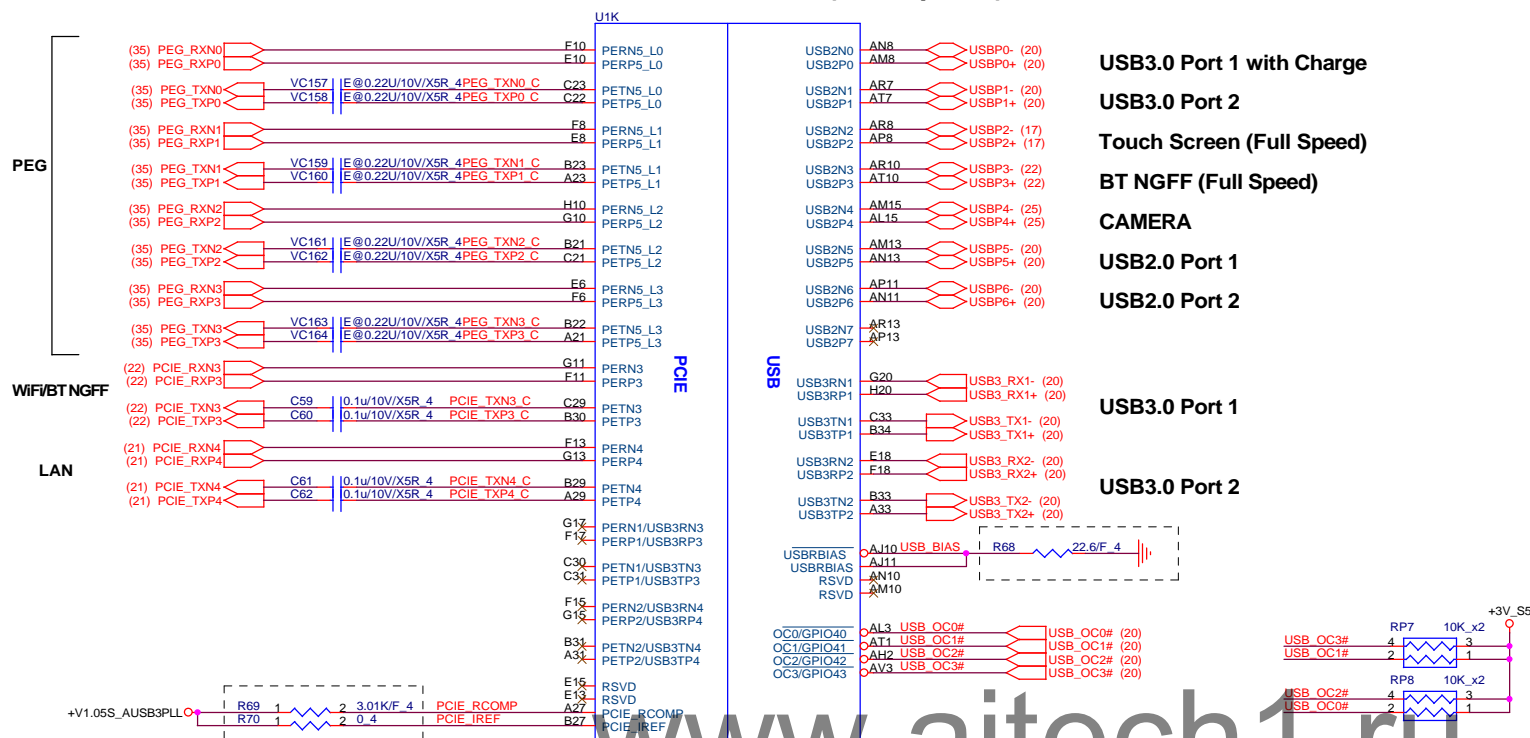 U1K
PEG
(35) PEG_RXN0 F10 PERN5_L0
(35) PEG_RXP0 E10 PERP5_L0
(35) PEG_TXN0 VC157 E@0.22U/10V/X5R_4 PEG_TXN0_C C23 PETN5_L0
(35) PEG_TXP0 VC158 E@0.22U/10V/X5R_4 PEG_TXP0_C C22 PETP5_L0
(35) PEG_RXN1 F8 PERN5_L1
(35) PEG_RXP1 E8 PERP5_L1
(35) PEG_TXN1 VC159 E@0.22U/10V/X5R_4 PEG_TXN1_C B23 PETN5_L1
(35) PEG_TXP1 VC160 E@0.22U/10V/X5R_4 PEG_TXP1_C A23 PETP5_L1
(35) PEG_RXN2 H10 PERN5_L2
(35) PEG_RXP2 G10 PERP5_L2
(35) PEG_TXN2 VC161 E@0.22U/10V/X5R_4 PEG_TXN2_C B21 PETN5_L2
(35) PEG_TXP2 VC162 E@0.22U/10V/X5R_4 PEG_TXP2_C C21 PETP5_L2
(35) PEG_RXN3 E6 PERN5_L3
(35) PEG_RXP3 F6 PERP5_L3
(35) PEG_TXN3 VC163 E@0.22U/10V/X5R_4 PEG_TXN3_C B22 PETN5_L3
(35) PEG_TXP3 VC164 E@0.22U/10V/X5R_4 PEG_TXP3_C A21 PETP5_L3
WiFi/BT NGFF
(22) PCIE_RXN3 G11 PERN3
(22) PCIE_RXP3 F11 PERP3
(22) PCIE_TXN3 C59 0.1u/10V/X5R_4 PCIE_TXN3_C C29 PETN3
(22) PCIE_TXP3 C60 0.1u/10V/X5R_4 PCIE_TXP3_C B30 PETP3
LAN
(21) PCIE_RXN4 F13 PERN4
(21) PCIE_RXP4 G13 PERP4
(21) PCIE_TXN4 C61 0.1u/10V/X5R_4 PCIE_TXN4_C B29 PETN4
(21) PCIE_TXP4 C62 0.1u/10V/X5R_4 PCIE_TXP4_C A29 PETP4
G17 PERN1/USB3RN3
F17 PERP1/USB3RP3
C30 PETN1/USB3TN3
C31 PETP1/USB3TP3
F15 PERN2/USB3RN4
G15 PERP2/USB3RP4
B31 PETN2/USB3TN4
A31 PETP2/USB3TP4
E15 RSVD
E13 RSVD
+V1.05S_AUSB3PLL
R69 1 2 3.01K/F_4 PCIE_RCOMP A27 PCIE_RCOMP
R70 1 2 0_4 PCIE_IREF B27 PCIE_IREF
PCIE
USB
USB2N0 AN8 USBP0- (20)
USB2P0 AM8 USBP0+ (20)
USB3.0 Port 1 with Charge
USB2N1 AR7 USBP1- (20)
USB2P1 AT7 USBP1+ (20)
USB3.0 Port 2
USB2N2 AR8 USBP2- (17)
USB2P2 AP8 USBP2+ (17)
Touch Screen (Full Speed)
USB2N3 AR10 USBP3- (22)
USB2P3 AT10 USBP3+ (22)
BT NGFF (Full Speed)
USB2N4 AM15 USBP4- (25)
USB2P4 AL15 USBP4+ (25)
CAMERA
USB2N5 AM13 USBP5- (20)
USB2P5 AN13 USBP5+ (20)
USB2.0 Port 1
USB2N6 AP11 USBP6- (20)
USB2P6 AN11 USBP6+ (20)
USB2.0 Port 2
USB2N7 AR13
USB2P7 AP13
USB3RN1 G20 USB3_RX1- (20)
USB3RP1 H20 USB3_RX1+ (20)
USB3.0 Port 1
USB3TN1 C33 USB3_TX1- (20)
USB3TP1 B34 USB3_TX1+ (20)
USB3RN2 E18 USB3_RX2- (20)
USB3RP2 F18 USB3_RX2+ (20)
USB3.0 Port 2
USB3TN2 B33 USB3_TX2- (20)
USB3TP2 A33 USB3_TX2+ (20)
USBRBIAS AJ10 USB_BIAS R68 22.6/F_4
USBRBIAS AJ11
RSVD AN10
RSVD AM10
OC0/GPIO40 AL3 USB_OC0# USB_OC0# (20)
OC1/GPIO41 AT1 USB_OC1# USB_OC1# (20)
OC2/GPIO42 AH2 USB_OC2# USB_OC2# (20)
OC3/GPIO43 AV3 USB_OC3# USB_OC3# (20)
+3V_S5
RP7 10K_x2
USB_OC3# 4 3
USB_OC1# 2 1
RP8 10K_x2
USB_OC2# 4 3
USB_OC0# 2 1
www.aitech1.ru